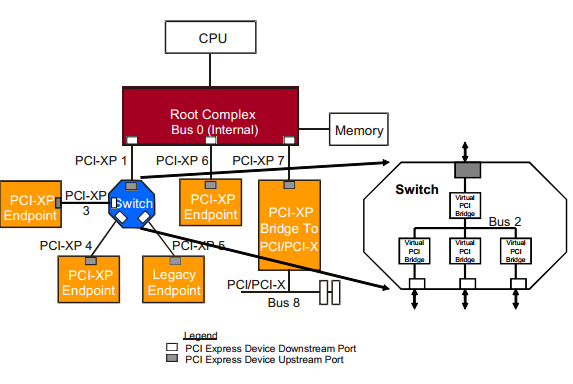 CPU
Root Complex
Bus 0 (Internal)
Memory
PCI-XP 1
PCI-XP 6
PCI-XP 7
PCI-XP
Endpoint
PCI-XP
3
Switch
PCI-XP
Endpoint
PCI-XP
Bridge To
PCI/PCI-X
PCI-XP 4
PCI-XP 5
PCI-XP
Endpoint
Legacy
Endpoint
PCI/PCI-X
Bus 8
Switch
Virtual
PCI
Bridge
Bus 2
Virtual
PCI
Bridge
Virtual
PCI
Bridge
Virtual
PCI
Bridge
Legend
PCI Express Device Downstream Port
PCI Express Device Upstream Port